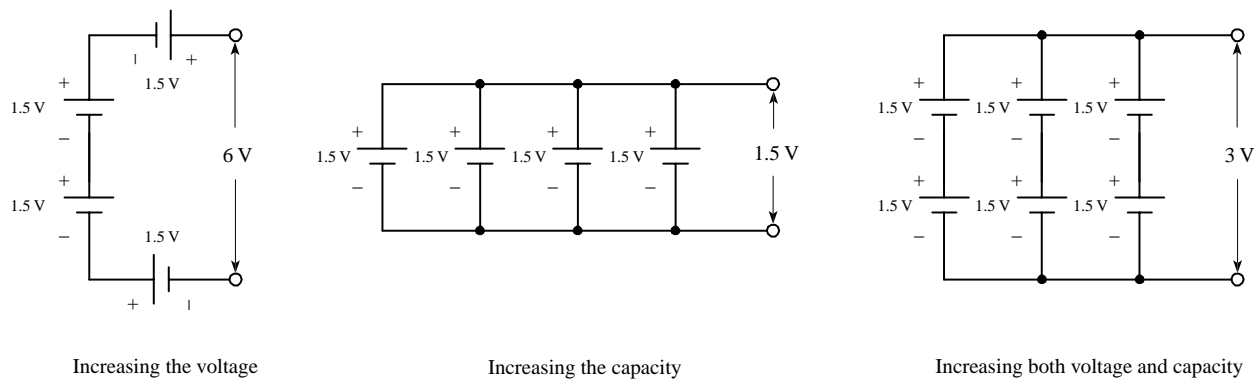 − +
1.5 V
+
1.5 V
−
+
1.5 V
−
1.5 V
+ −
6 V
Increasing the voltage
+ + + +
1.5 V 1.5 V 1.5 V 1.5 V
− − − −
1.5 V
Increasing the capacity
+ + +
1.5 V 1.5 V 1.5 V
− − −
+ + +
1.5 V 1.5 V 1.5 V
− − −
3 V
Increasing both voltage and capacity